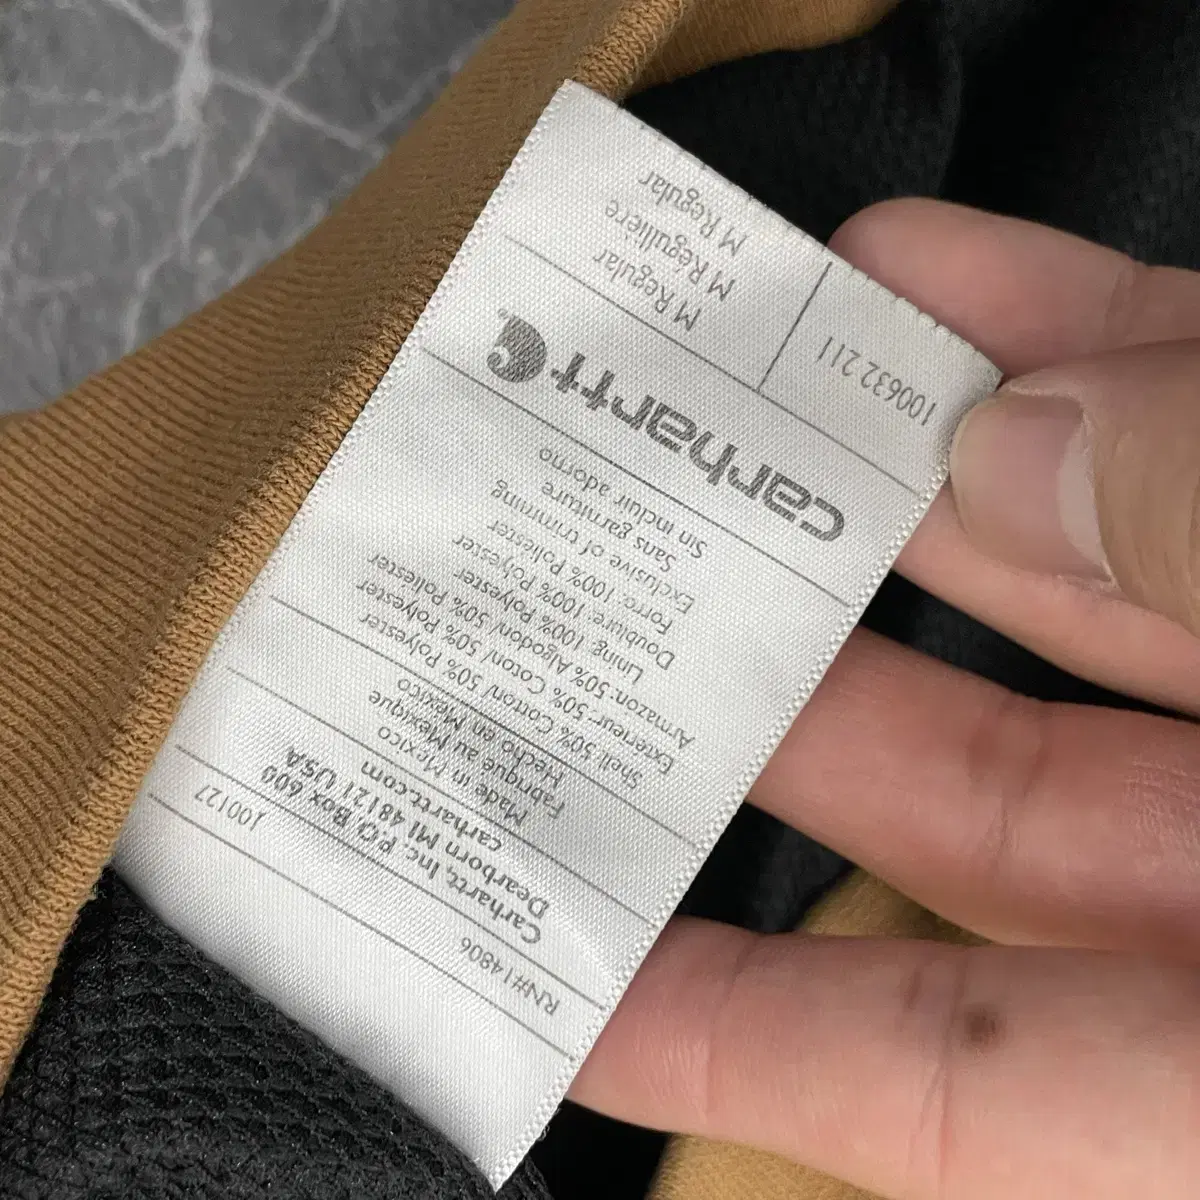 RN#14806 100127
Carhartt, Inc. P.O. Box 600
Dearborn MI 48121 USA
carhartt.com
Made in Mexico
Fabrique au Mexique
Hecho en Mexico
Shell 50% Cotton/ 50% Polyester
Exterieur:50% Coton/ 50% Polyester
Armazon:50% Algodon/ 50% Poliester
Lining: 100% Polyester
Doublure: 100% Polyester
Forro: 100% Poliester
Exclusive of trimming
Sans garniture
Sin incluir adorno
carhartt
100632 211
M Regular
M Régulière
M Regular